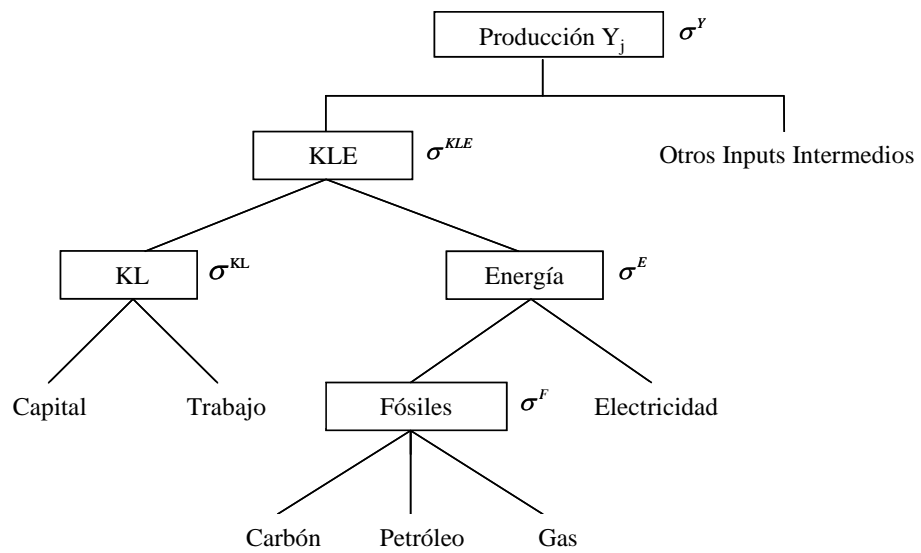 Producción Yj σY
KLE σKLE Otros Inputs Intermedios
KL σKL Energía σE
Capital Trabajo Fósiles σF Electricidad
Carbón Petróleo Gas